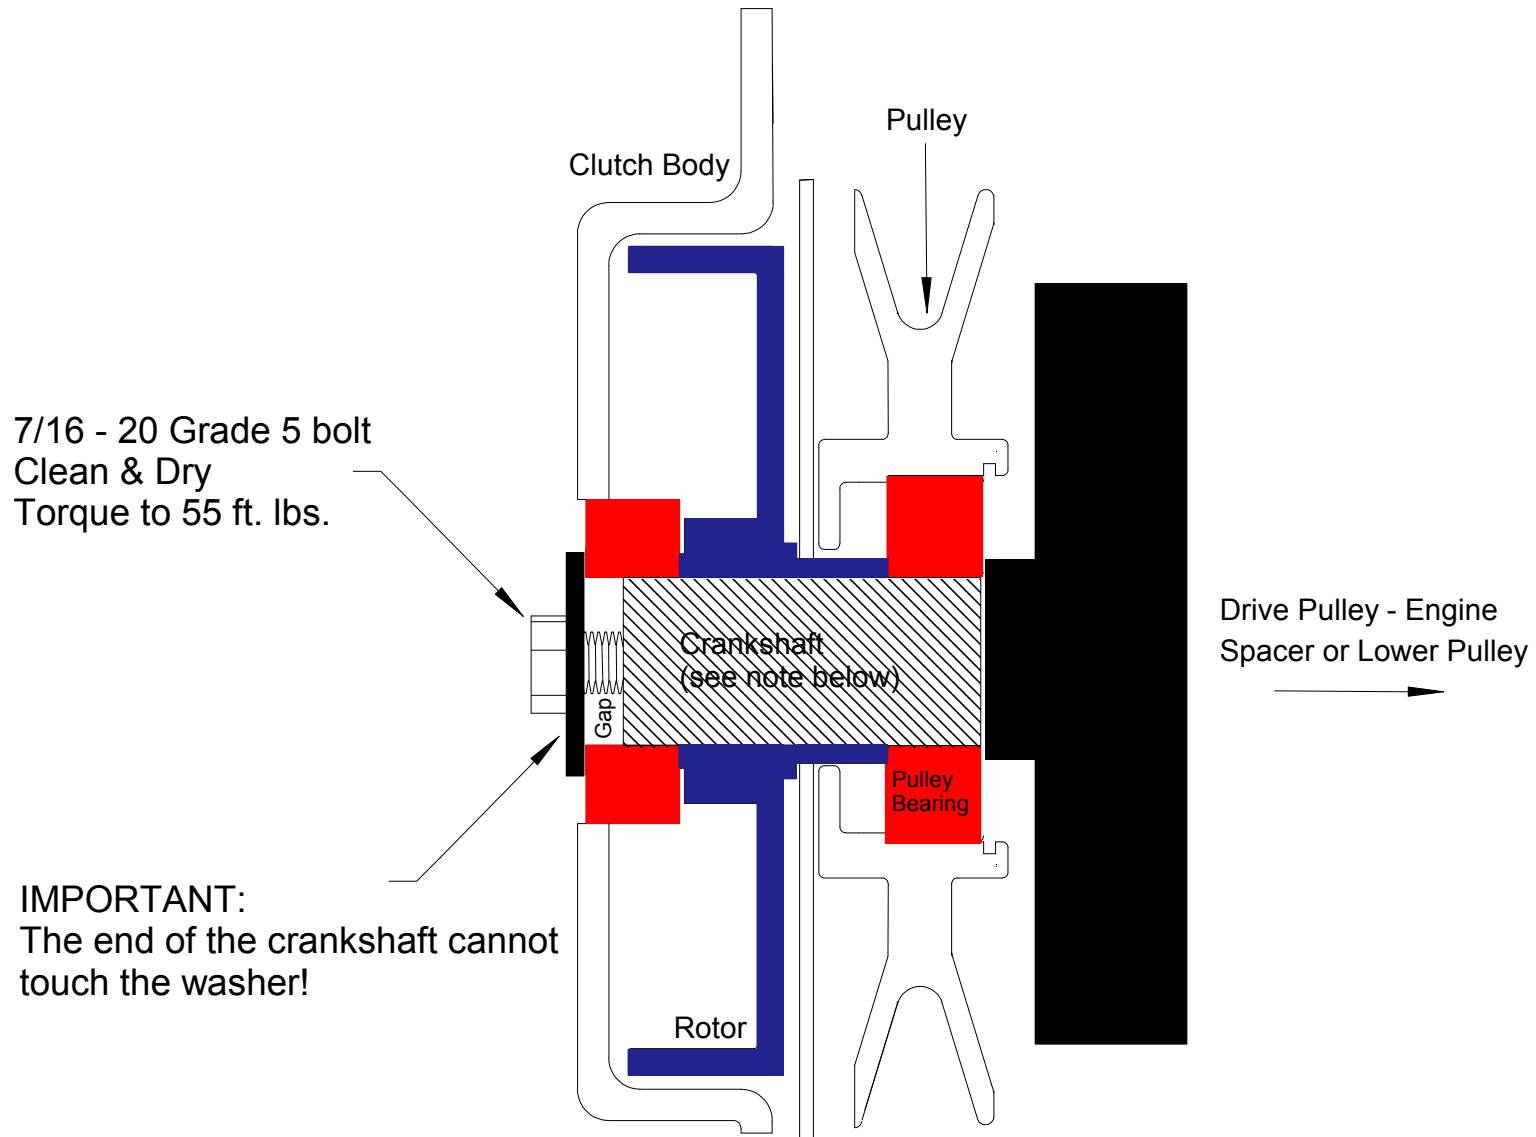 Pulley
Clutch Body
7/16 - 20 Grade 5 bolt
Clean & Dry
Torque to 55 ft. lbs.
Drive Pulley - Engine
Spacer or Lower Pulley
Crankshaft
(see note below)
Gap
Pulley
Bearing
IMPORTANT:
The end of the crankshaft cannot
touch the washer!
Rotor